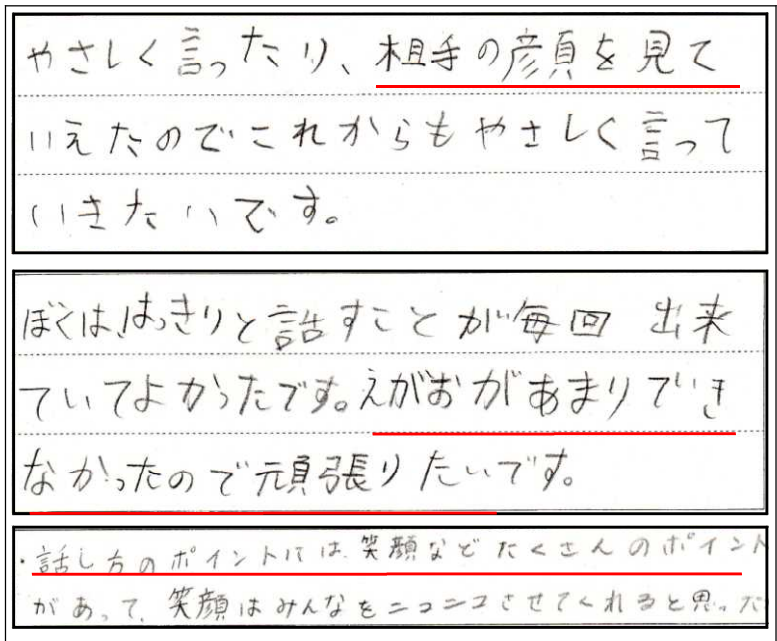 やさしく言ったり、相手の顔を見て
いえたのでこれからもやさしく言って
いきたいです。
ぼくは、はっきりと話すことが毎回 出来
ていてよかったです。えがおがあまりでき
なかったので頑張りたいです。
・話し方のポイントには、笑顔などたくさんのポイント
があって、笑顔はみんなをニコニコさせてくれると思った